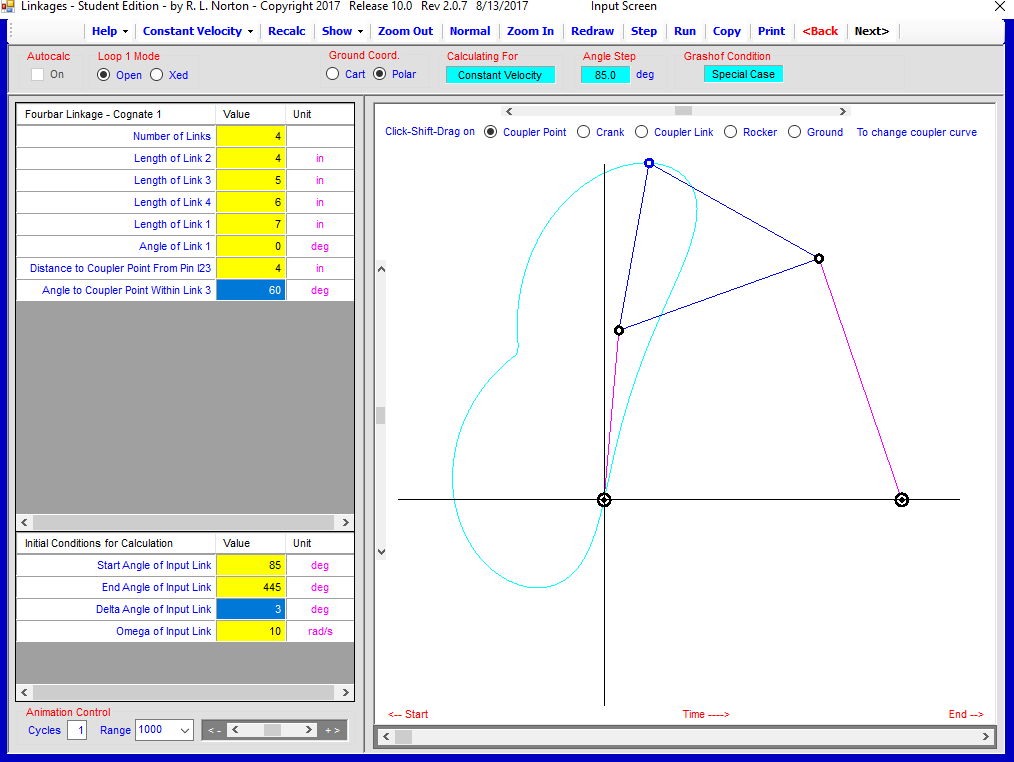 Linkages - Student Edition - by R. L. Norton - Copyright 2017 Release 10.0 Rev 2.0.7 8/13/2017 Input Screen
Help Constant Velocity Recalc Show Zoom Out Normal Zoom In Redraw Step Run Copy Print <Back Next>
Autocalc Loop 1 Mode Ground Coord. Calculating For Angle Step Grashof Condition
On Open Xed Cart Polar Constant Velocity 85.0 deg Special Case
Fourbar Linkage - Cognate 1 Value Unit
Number of Links 4
Length of Link 2 4 in
Length of Link 3 5 in
Length of Link 4 6 in
Length of Link 1 7 in
Angle of Link 1 0 deg
Distance to Coupler Point From Pin I23 4 in
Angle to Coupler Point Within Link 3 60 deg
Click-Shift-Drag on Coupler Point Crank Coupler Link Rocker Ground To change coupler curve
Initial Conditions for Calculation Value Unit
Start Angle of Input Link 85 deg
End Angle of Input Link 445 deg
Delta Angle of Input Link 3 deg
Omega of Input Link 10 rad/s
Animation Control
Cycles 1 Range 1000 < - + >
<-- Start Time ----> End -->